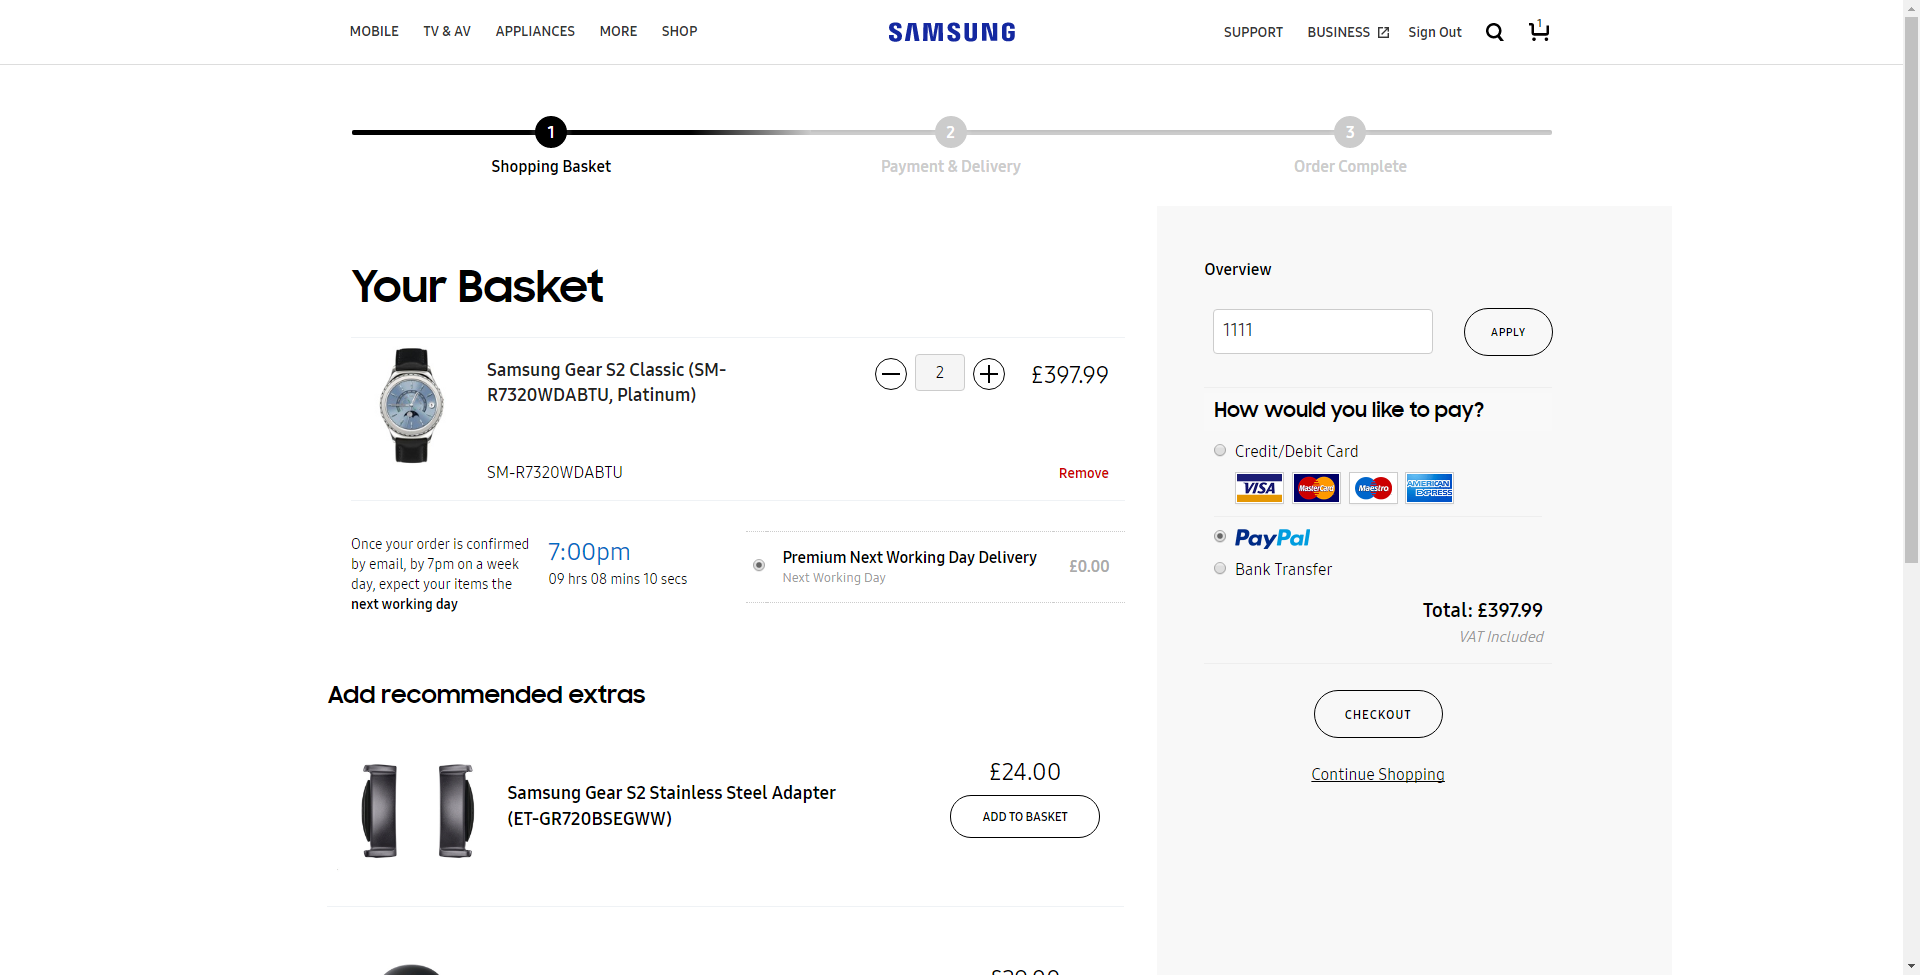 MOBILE TV & AV APPLIANCES MORE SHOP SAMSUNG SUPPORT BUSINESS Sign Out 1
1 2 3
Shopping Basket Payment & Delivery Order Complete
Your Basket
Samsung Gear S2 Classic (SM-
R7320WDABTU, Platinum)
2 £397.99
SM-R7320WDABTU
Remove
Once your order is confirmed
by email, by 7pm on a week
day, expect your items the
next working day
7:00pm
09 hrs 08 mins 10 secs
Premium Next Working Day Delivery
Next Working Day
£0.00
Add recommended extras
Samsung Gear S2 Stainless Steel Adapter
(ET-GR720BSEGWW)
£24.00
ADD TO BASKET
Overview
1111 APPLY
How would you like to pay?
Credit/Debit Card
VISA MasterCard Maestro AMERICAN EXPRESS
PayPal
Bank Transfer
Total: £397.99
VAT Included
CHECKOUT
Continue Shopping